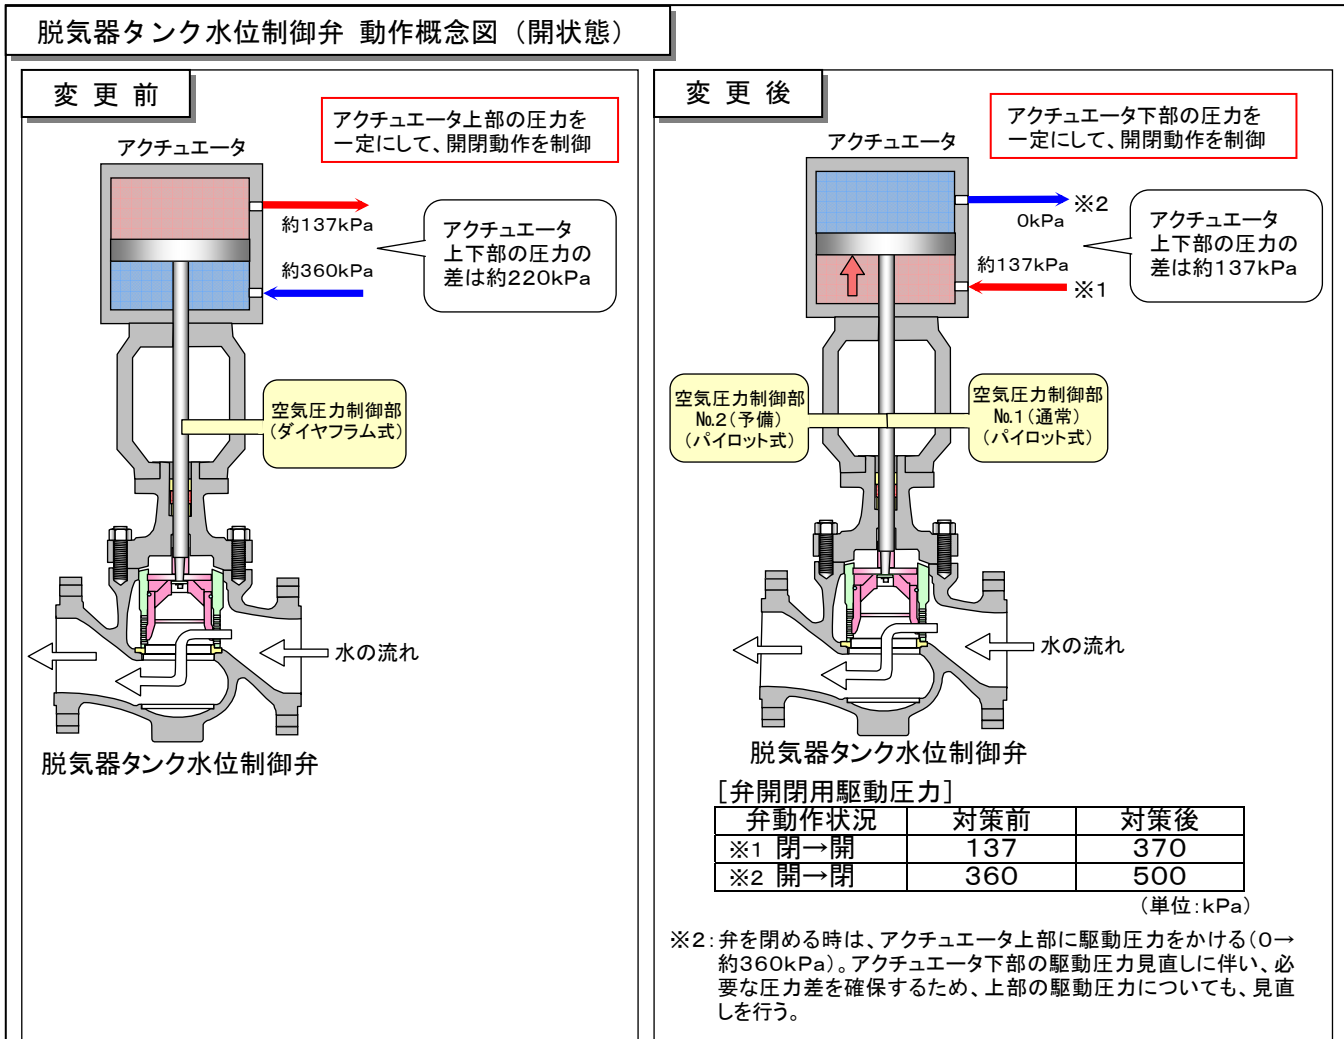 脱気器タンク水位制御弁 動作概念図（開状態）
変 更 前
アクチュエータ上部の圧力を
一定にして、開閉動作を制御
アクチュエータ
約137kPa
約360kPa
アクチュエータ
上下部の圧力の
差は約220kPa
空気圧力制御部
（ダイヤフラム式）
水の流れ
脱気器タンク水位制御弁
変 更 後
アクチュエータ下部の圧力を
一定にして、開閉動作を制御
アクチュエータ
※2
0kPa
約137kPa
※1
アクチュエータ
上下部の圧力の
差は約137kPa
空気圧力制御部
№2（予備）
（パイロット式）
空気圧力制御部
№1（通常）
（パイロット式）
水の流れ
脱気器タンク水位制御弁
［弁開閉用駆動圧力］
弁動作状況 対策前 対策後
※1 閉→開 137 370
※2 開→閉 360 500
（単位：kPa）
※2：弁を閉める時は、アクチュエータ上部に駆動圧力をかける（0→
約360kPa）。アクチュエータ下部の駆動圧力見直しに伴い、必
要な圧力差を確保するため、上部の駆動圧力についても、見直
しを行う。